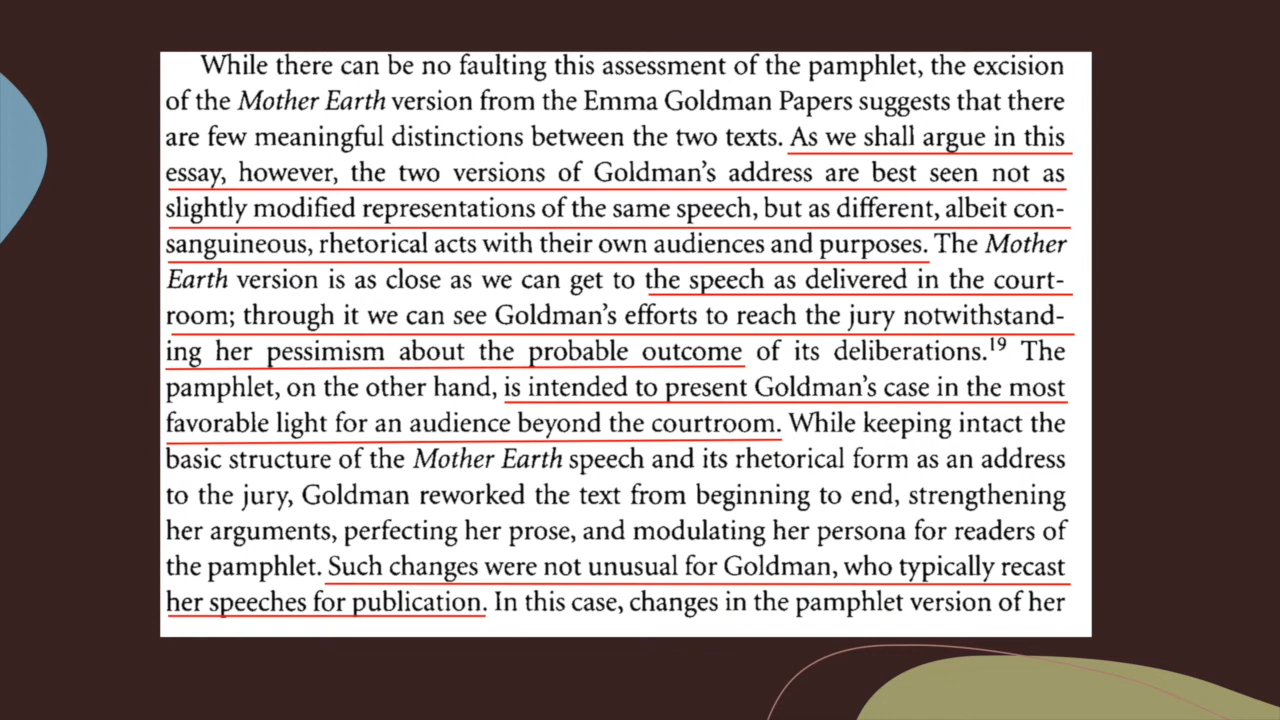 While there can be no faulting this assessment of the pamphlet, the excision
of the Mother Earth version from the Emma Goldman Papers suggests that there
are few meaningful distinctions between the two texts. As we shall argue in this
essay, however, the two versions of Goldman’s address are best seen not as
slightly modified representations of the same speech, but as different, albeit con-
sanguineous, rhetorical acts with their own audiences and purposes. The Mother
Earth version is as close as we can get to the speech as delivered in the court-
room; through it we can see Goldman’s efforts to reach the jury notwithstand-
ing her pessimism about the probable outcome of its deliberations.19 The
pamphlet, on the other hand, is intended to present Goldman’s case in the most
favorable light for an audience beyond the courtroom. While keeping intact the
basic structure of the Mother Earth speech and its rhetorical form as an address
to the jury, Goldman reworked the text from beginning to end, strengthening
her arguments, perfecting her prose, and modulating her persona for readers of
the pamphlet. Such changes were not unusual for Goldman, who typically recast
her speeches for publication. In this case, changes in the pamphlet version of her